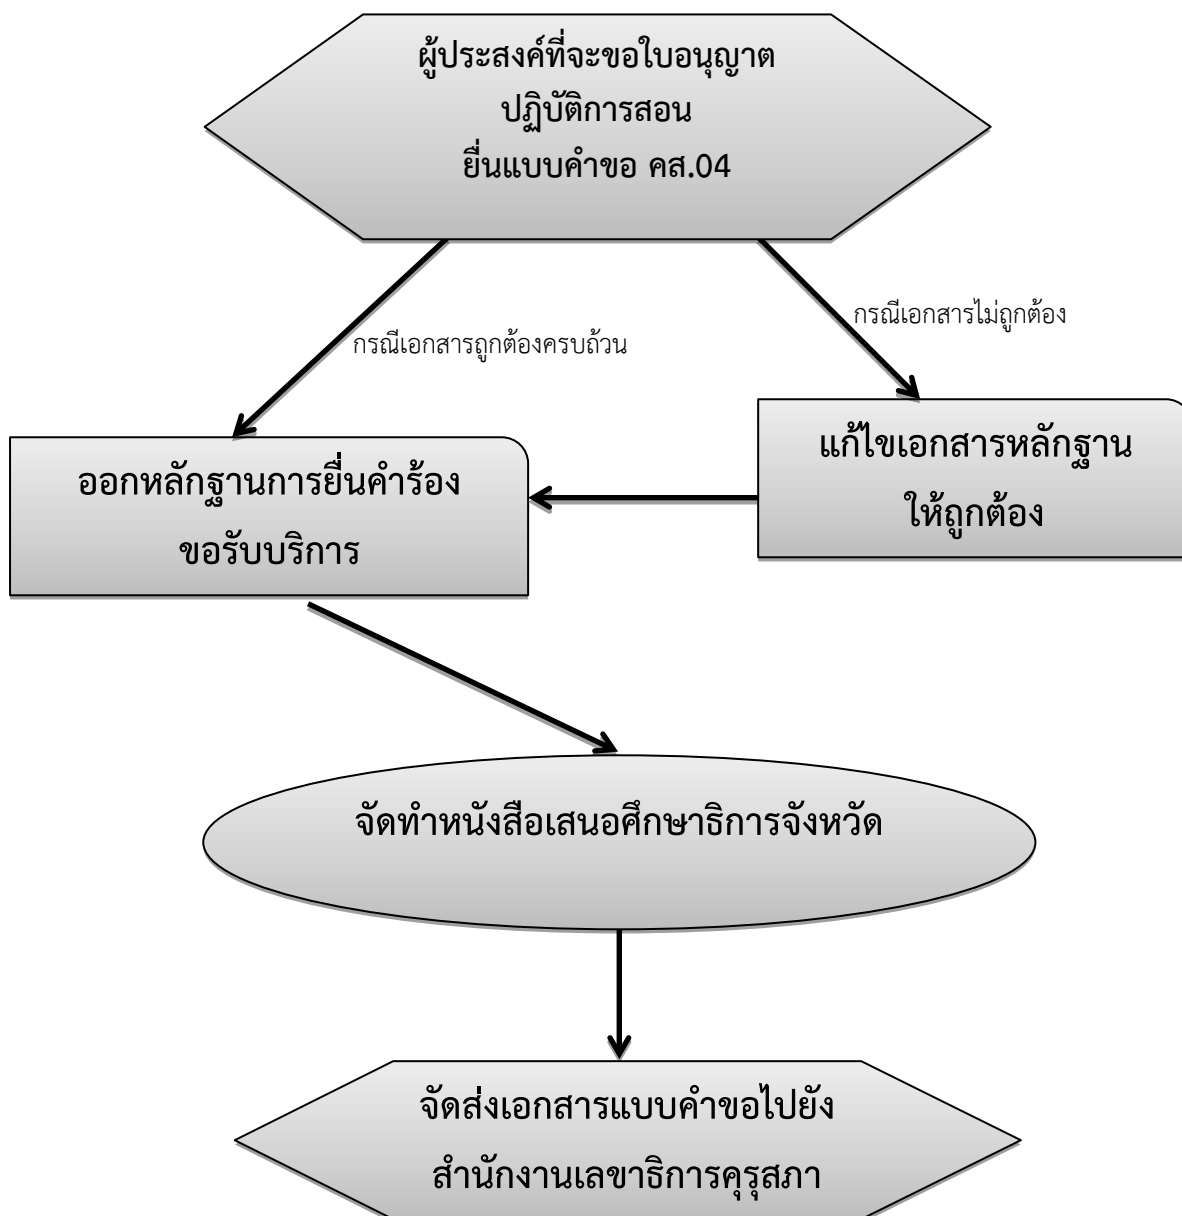 ผู้ประสงค์ที่จะขอใบอนุญาต
ปฏิบัติการสอน
ยื่นแบบคำขอ คส.04
กรณีเอกสารไม่ถูกต้อง
กรณีเอกสารถูกต้องครบถ้วน
แก้ไขเอกสารหลักฐาน
ให้ถูกต้อง
ออกหลักฐานการยื่นคำร้อง
ขอรับบริการ
จัดทำหนังสือเสนอศึกษาธิการจังหวัด
จัดส่งเอกสารแบบคำขอไปยัง
สำนักงานเลขาธิการคุรุสภา